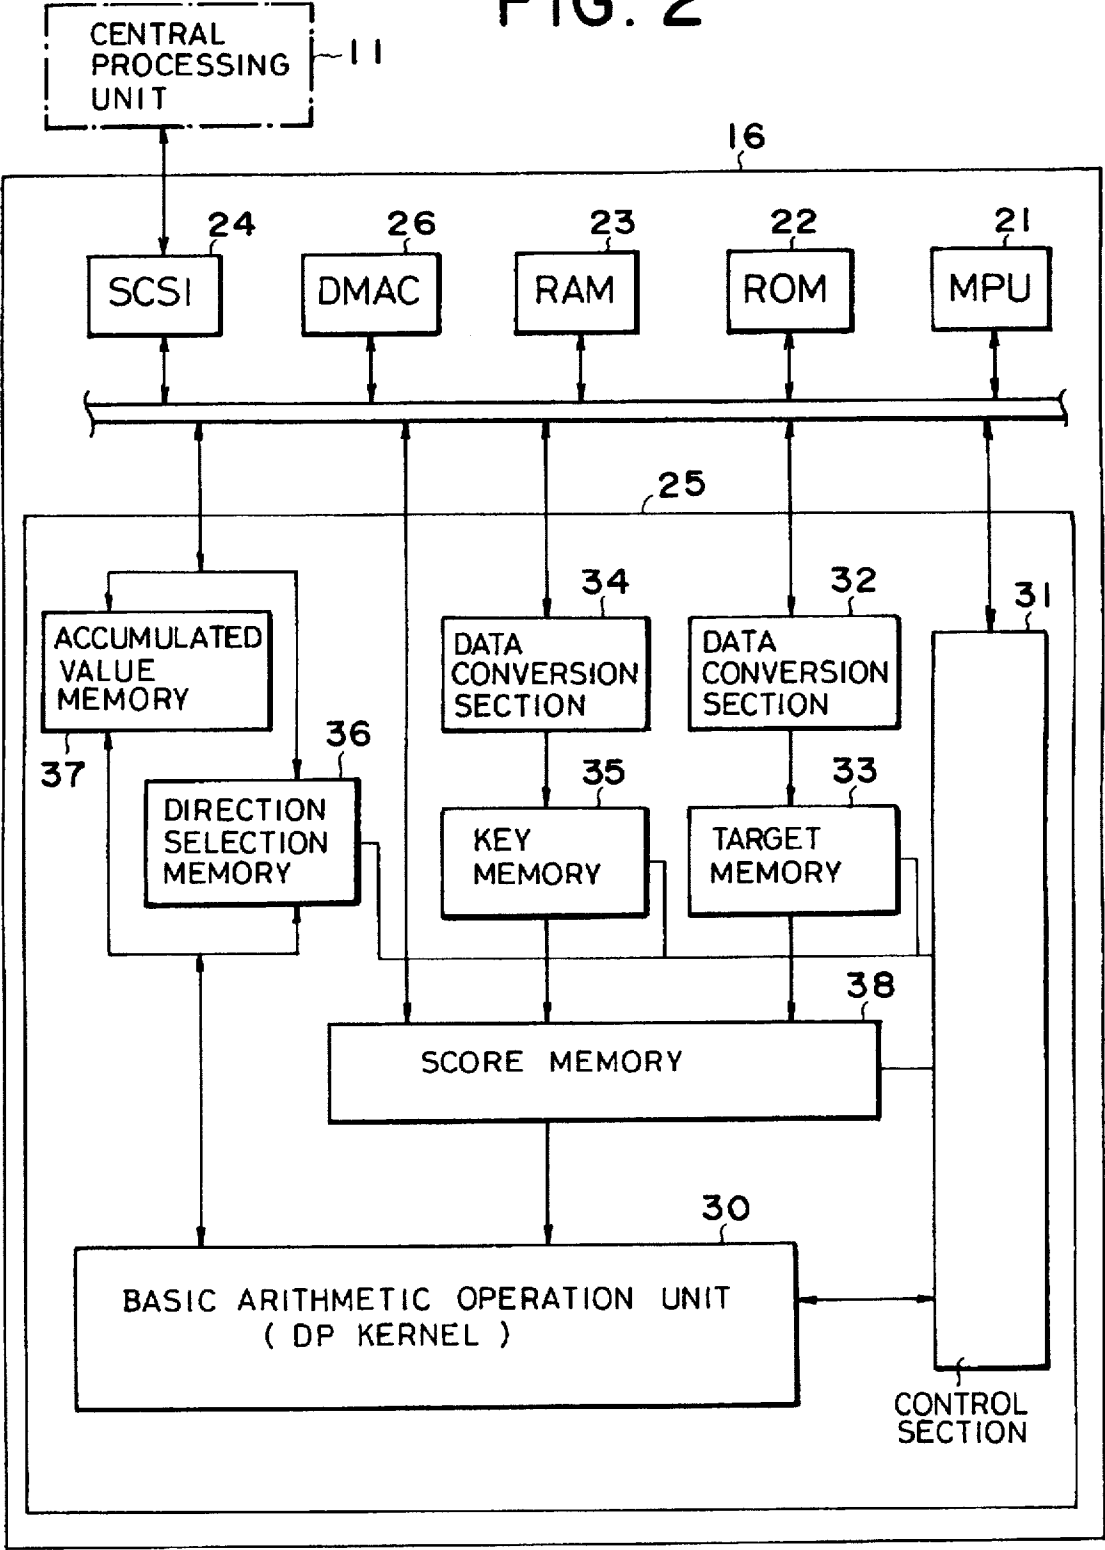 FIG. 2
CENTRAL
PROCESSING
UNIT
11
16
24
26
23
22
21
SCSI
DMAC
RAM
ROM
MPU
25
34
32
31
ACCUMULATED
VALUE
MEMORY
37
DATA
CONVERSION
SECTION
DATA
CONVERSION
SECTION
36
35
33
DIRECTION
SELECTION
MEMORY
KEY
MEMORY
TARGET
MEMORY
38
SCORE MEMORY
30
BASIC ARITHMETIC OPERATION UNIT
( DP KERNEL )
CONTROL
SECTION